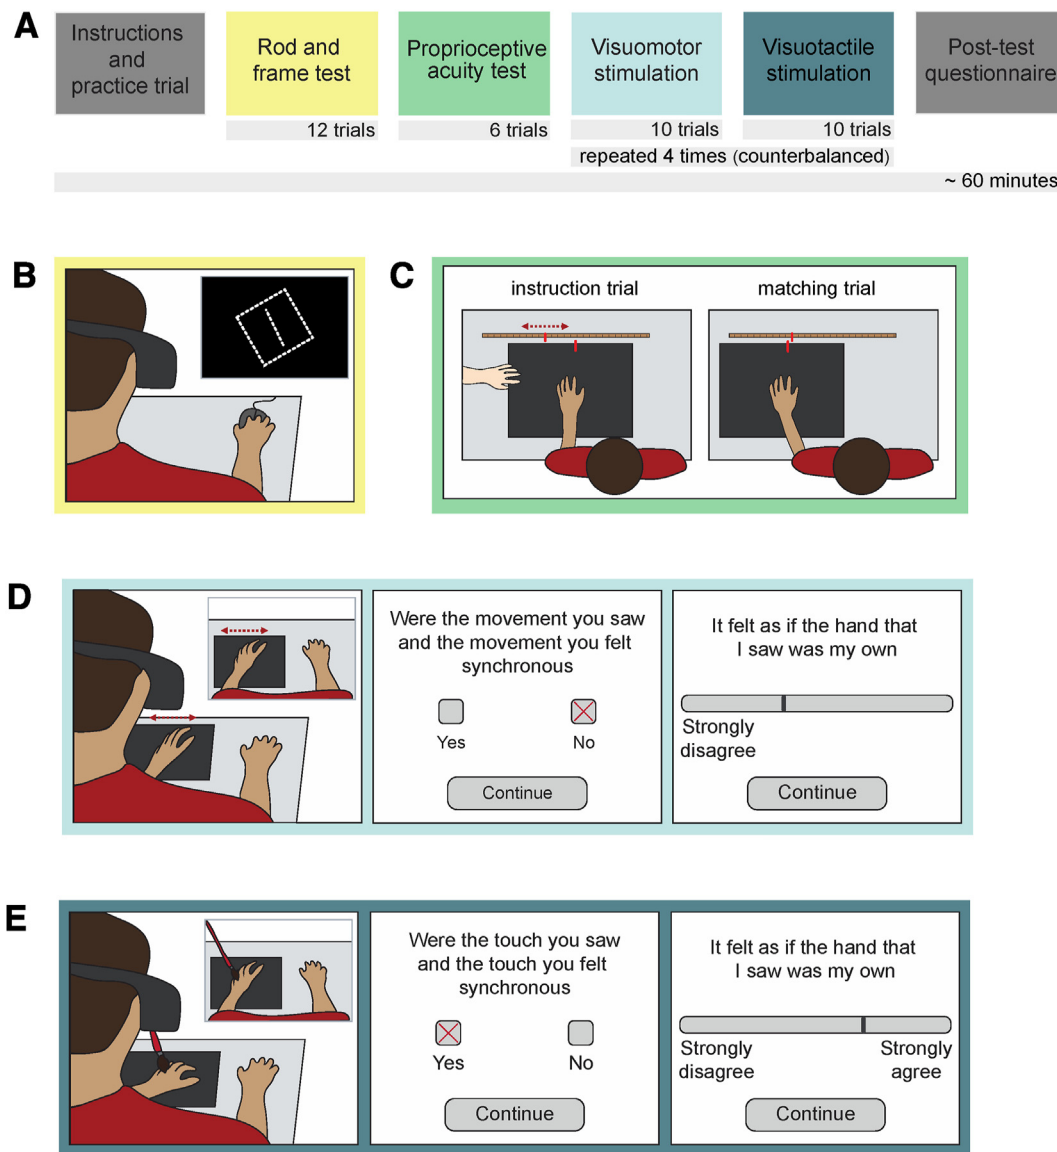 A
Instructions
and
practice trial
Rod and
frame test
Proprioceptive
acuity test
Visuomotor
stimulation
Visuotactile
stimulation
Post-test
questionnaire
12 trials
6 trials
10 trials
10 trials
repeated 4 times (counterbalanced)
~ 60 minutes
B
C
instruction trial
matching trial
D
Were the movement you saw
and the movement you felt
synchronous
Yes
No
Continue
It felt as if the hand that
I saw was my own
Strongly
disagree
Continue
E
Were the touch you saw
and the touch you felt
synchronous
Yes
No
Continue
It felt as if the hand that
I saw was my own
Strongly
disagree
Strongly
agree
Continue